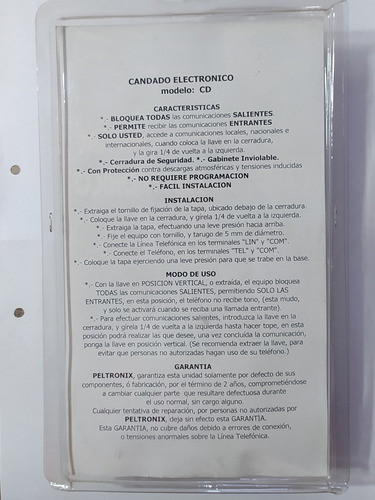 CANDADO ELECTRONICO
modelo: CD
CARACTERISTICAS
*.- BLOQUEA TODAS las comunicaciones SALIENTES.
*.- PERMITE recibir las comunicaciones ENTRANTES
*.- SOLO USTED, accede a comunicaciones locales, nacionales e
internacionales, cuando coloca la llave en la cerradura,
y la gira 1/4 de vuelta a la izquierda.
*.- Cerradura de Seguridad. *.- Gabinete Inviolable.
*.- Con Protección contra descargas atmosféricas y tensiones inducidas
*.- NO REQUIERE PROGRAMACION
*.- FACIL INSTALACION
INSTALACION
*.- Extraiga el tornillo de fijación de la tapa, ubicado debajo de la cerradura.
*.- Coloque la llave en la cerradura, y gírela 1/4 de vuelta a la izquierda.
*.- Extraiga la tapa, efectuando una leve presión hacia arriba.
*.- Fije el equipo con tornillo, y tarugo de 5 mm de diámetro.
*.- Conecte la Línea Telefónica en los terminales "LIN" y "COM".
*.- Conecte el Teléfono, en los terminales "TEL" y "COM".
*.- Coloque la tapa ejerciendo una leve presión para que se trabe en la base.
MODO DE USO
*.- Con la llave en POSICION VERTICAL, o extraída, el equipo bloquea
TODAS las comunicaciones SALIENTES, permitiendo SOLO LAS
ENTRANTES, en esta posición, el teléfono no recibe tono, (esta mudo,
y solo se activará cuando se reciba una llamada entrante).
*.- Para efectuar comunicaciones salientes, introduzca la llave en la
cerradura, y gírela 1/4 de vuelta a la izquierda hasta hacer tope, en esta
posición podrá realizar las que desee, una vez concluída la comunicación,
ponga la llave en posición vertical. (Se recomienda extraer la llave, para
evitar que personas no autorizadas hagan uso de su teléfono.)
GARANTIA
PELTRONIX, garantiza esta unidad solamente por defecto de sus
componentes, ó fabricación, por el término de 2 años, comprometiéndose
a cambiar cualquier parte que resultare defectuosa durante
el uso normal, sin cargo alguno.
Cualquier tentativa de reparación, por personas no autorizadas por
PELTRONIX, deja sin efecto esta GARANTIA.
Esta GARANTIA, no cubre daños debido a errores de conexión,
o tensiones anormales sobre la Línea Telefónica.